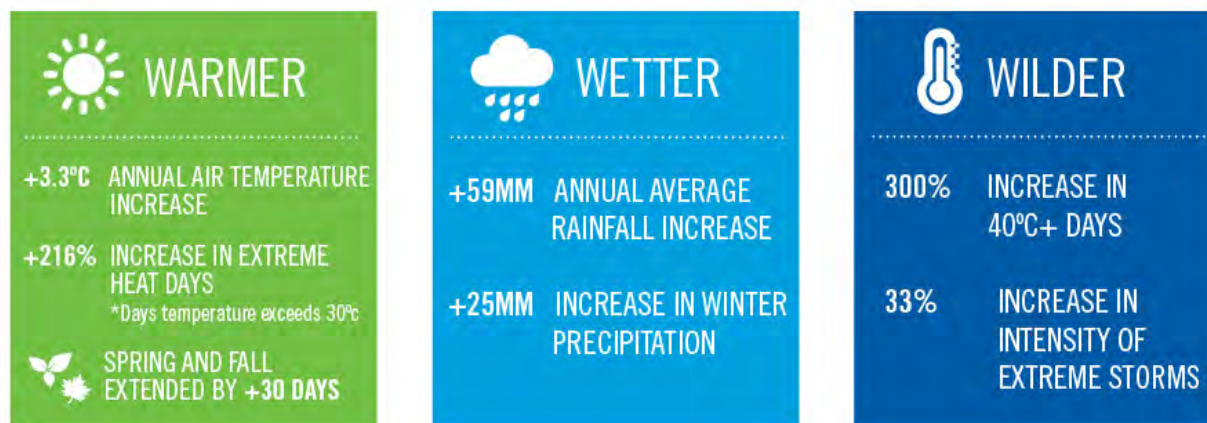 WARMER
+3.3ºC ANNUAL AIR TEMPERATURE
INCREASE
+216% INCREASE IN EXTREME
HEAT DAYS
*Days temperature exceeds 30ºc
SPRING AND FALL
EXTENDED BY +30 DAYS
WETTER
+59MM ANNUAL AVERAGE
RAINFALL INCREASE
+25MM INCREASE IN WINTER
PRECIPITATION
WILDER
300% INCREASE IN
40ºC+ DAYS
33% INCREASE IN
INTENSITY OF
EXTREME STORMS